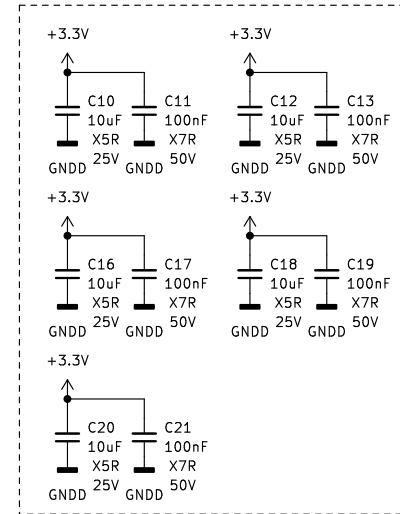 +3.3V +3.3V
C10 C11 C12 C13
10uF 100nF 10uF 100nF
X5R X7R X5R X7R
25V 50V 25V 50V
GNDD GNDD GNDD GNDD
+3.3V +3.3V
C16 C17 C18 C19
10uF 100nF 10uF 100nF
X5R X7R X5R X7R
25V 50V 25V 50V
GNDD GNDD GNDD GNDD
+3.3V
C20 C21
10uF 100nF
X5R X7R
25V 50V
GNDD GNDD